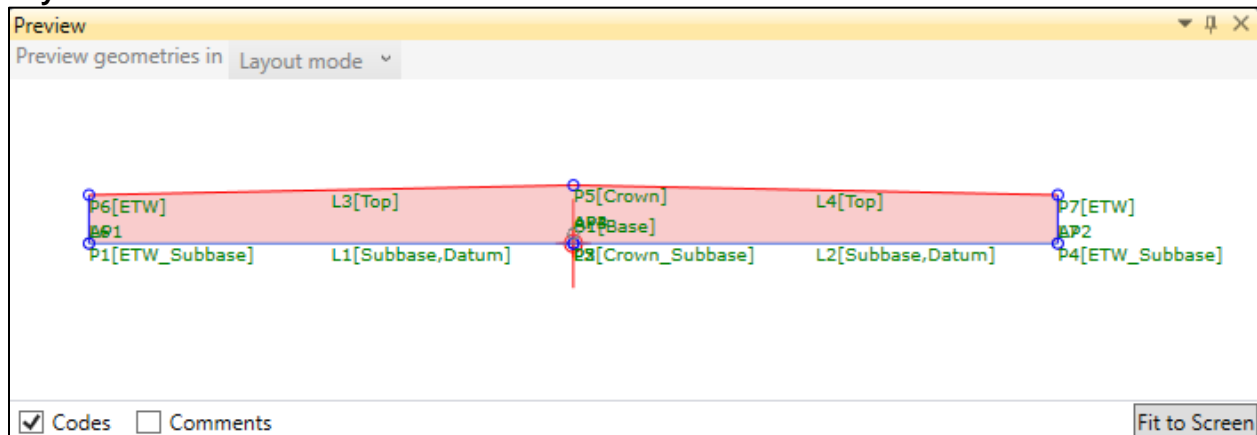 Preview
Preview geometries in Layout mode
P5[Crown]
P6[ETW] L3[Top] L4[Top] P7[ETW]
[Base]
AP2
P1[ETW_Subbase] L1[Subbase,Datum] [Crown_Subbase] L2[Subbase,Datum] P4[ETW_Subbase]
Codes Comments Fit to Screen